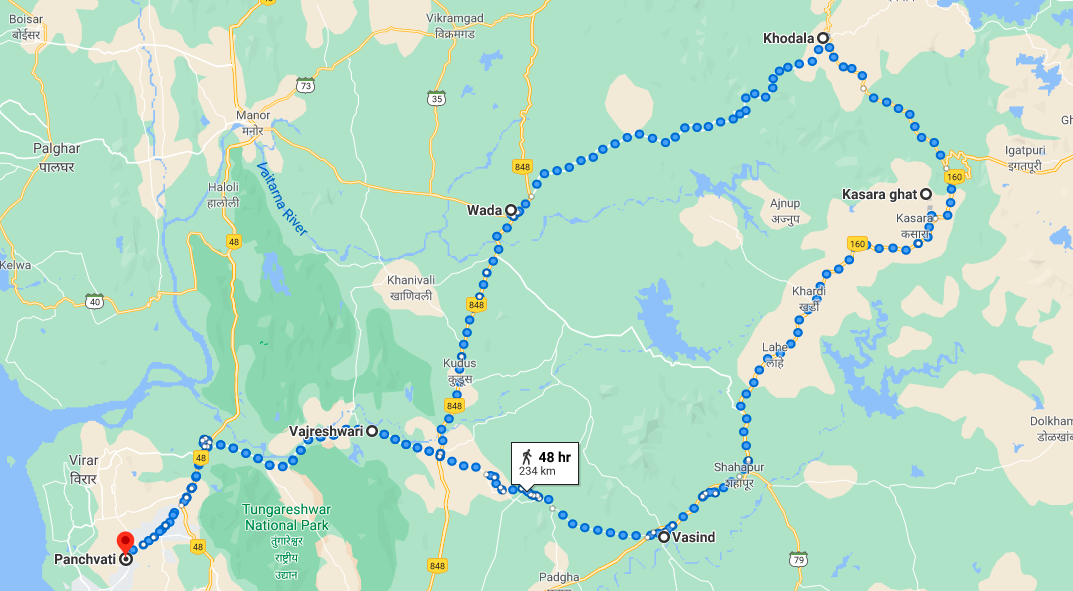 48
Boisar
बोईसर
Vikramgad
विक्रमगड
Khodala
73
35
Manor
मनोर
Palghar
पालघर
Vaitarna River
Haloli
हालोली
848
Igatpuri
इगतपूरी
160
Kasara ghat
Kasara
कसारा
Ajnup
अज्नुप
Wada
48
160
Kelwa
40
Khanivali
खाणिवली
848
Khardi
खर्डी
Lahe
लाहे
Kudus
कुडूस
848
Dolkham
डोळखांब
Vajreshwari
48 hr
234 km
Virar
विरार
48
Shahapur
शहापूर
Tungareshwar
National Park
तुंगारेश्वर
राष्ट्रीय
उद्यान
Vasind
Panchvati
48
848
Padgha
79